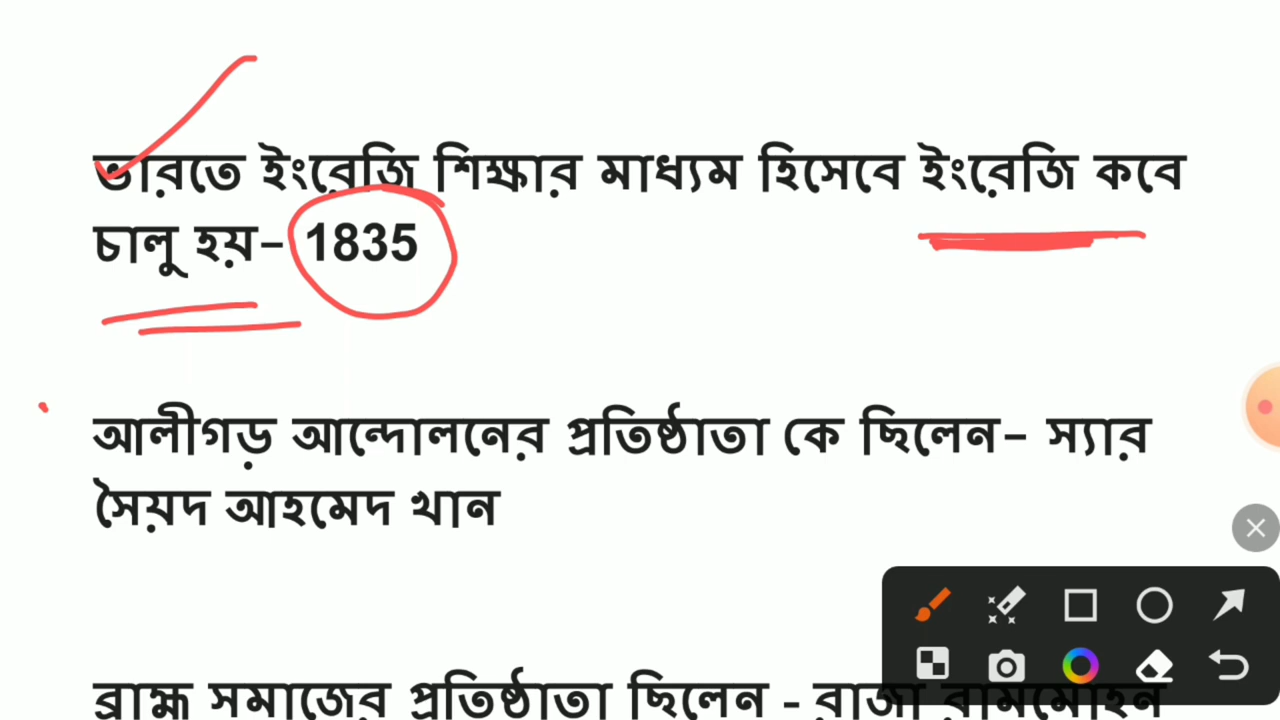 ভারতে ইংরেজি শিক্ষার মাধ্যম হিসেবে ইংরেজি কবে
চালু হয়– 1835
আলীগড় আন্দোলনের প্রতিষ্ঠাতা কে ছিলেন– স্যার
সৈয়দ আহমেদ খান
ব্রাহ্ম সমাজের প্রতিষ্ঠাতা ছিলেন - রাজা রামমোহন